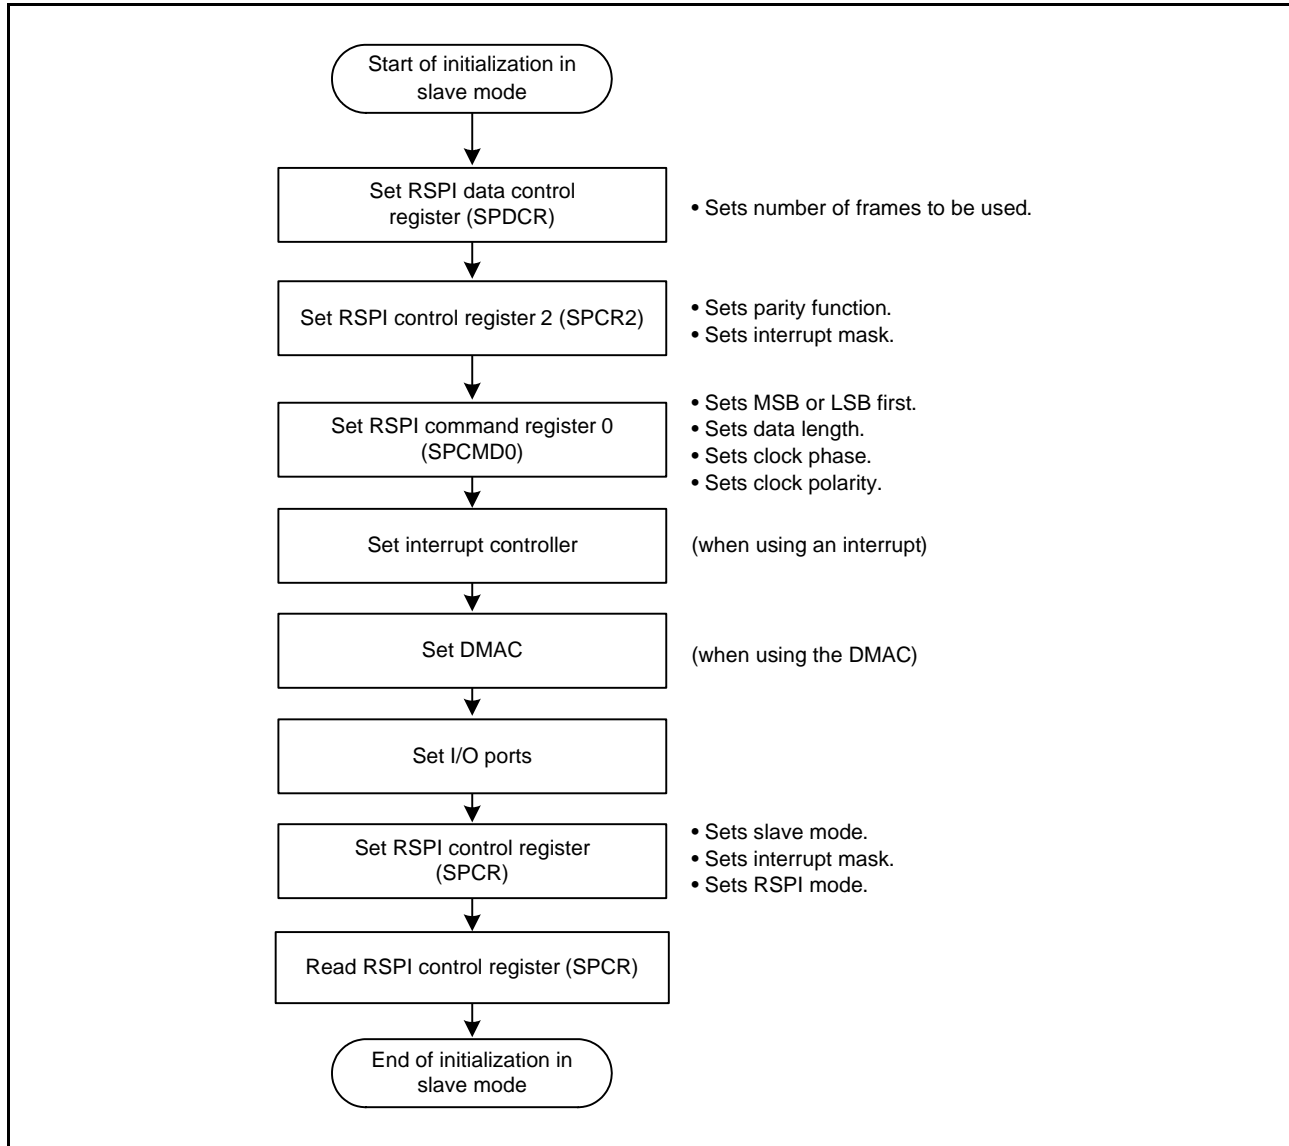 Start of initialization in
slave mode
Set RSPI data control
register (SPDCR)
• Sets number of frames to be used.
Set RSPI control register 2 (SPCR2)
• Sets parity function.
• Sets interrupt mask.
Set RSPI command register 0
(SPCMD0)
• Sets MSB or LSB first.
• Sets data length.
• Sets clock phase.
• Sets clock polarity.
Set interrupt controller
(when using an interrupt)
Set DMAC
(when using the DMAC)
Set I/O ports
Set RSPI control register
(SPCR)
• Sets slave mode.
• Sets interrupt mask.
• Sets RSPI mode.
Read RSPI control register (SPCR)
End of initialization in
slave mode